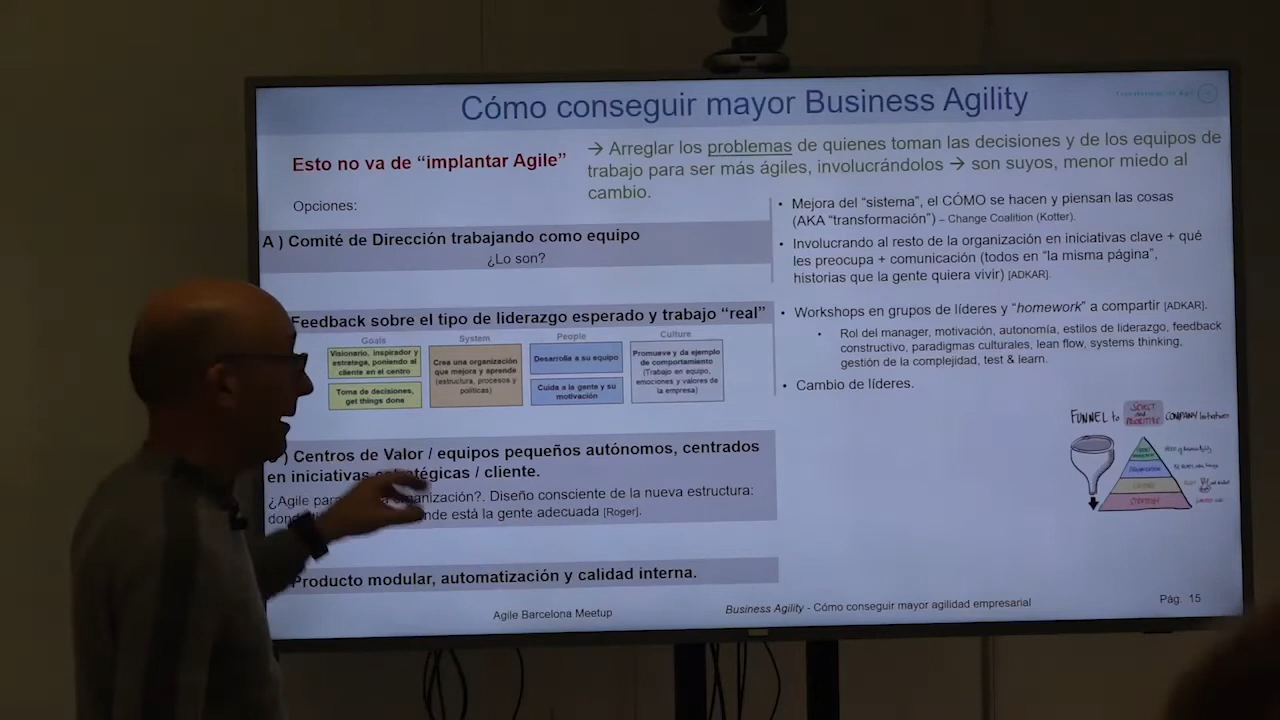 Cómo conseguir mayor Business Agility
Esto no va de “implantar Agile”
→ Arreglar los problemas de quienes toman las decisiones y de los equipos de
trabajo para ser más ágiles, involucrándolos → son suyos, menor miedo al
cambio.
Opciones:
A ) Comité de Dirección trabajando como equipo
¿Lo son?
• Mejora del “sistema”, el CÓMO se hacen y piensan las cosas
(AKA “transformación”) – Change Coalition (Kotter).
• Involucrando al resto de la organización en iniciativas clave + qué
les preocupa + comunicación (todos en “la misma página”,
historias que la gente quiera vivir) [ADKAR].
Feedback sobre el tipo de liderazgo esperado y trabajo “real”
Goals
Visionario, inspirador y
estratega, poniendo al
cliente en el centro
Toma de decisiones,
get things done
System
Crea una organización
que mejora y aprende
(estructura, procesos y
políticas)
People
Desarrolla a su equipo
Cuida a la gente y su
motivación
Culture
Promueve y da ejemplo
de comportamiento
(Trabajo en equipo,
emociones y valores de
la empresa)
• Workshops en grupos de líderes y “homework” a compartir [ADKAR].
• Rol del manager, motivación, autonomía, estilos de liderazgo, feedback
constructivo, paradigmas culturales, lean flow, systems thinking,
gestión de la complejidad, test & learn.
• Cambio de líderes.
) Centros de Valor / equipos pequeños autónomos, centrados
en iniciativas / cliente.
¿Agile Diseño consciente de la nueva estructura:
está la gente adecuada [Roger].
Producto modular, automatización y calidad interna.
FUNNEL to SELECT and PRIORITIZE COMPANY Initiatives
Agile Barcelona Meetup
Business Agility - Cómo conseguir mayor agilidad empresarial
Pág. 15